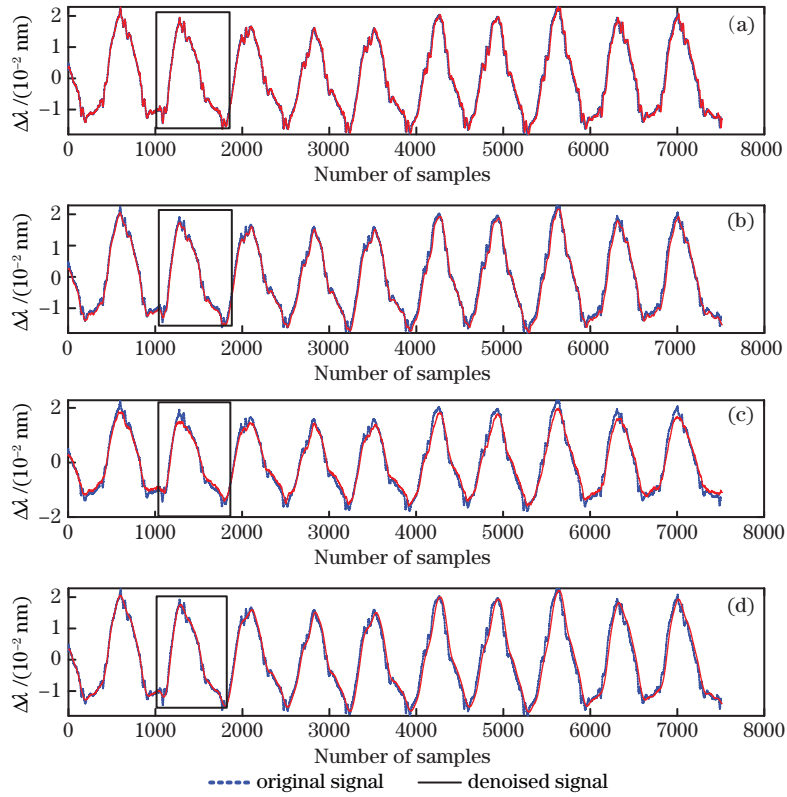 (a)
Δλ /(10⁻² nm)
2
1
0
−1
0 1000 2000 3000 4000 5000 6000 7000 8000
Number of samples
(b)
Δλ /(10⁻² nm)
2
1
0
−1
0 1000 2000 3000 4000 5000 6000 7000 8000
Number of samples
(c)
Δλ /(10⁻² nm)
2
0
−2
0 1000 2000 3000 4000 5000 6000 7000 8000
Number of samples
(d)
Δλ /(10⁻² nm)
2
1
0
−1
0 1000 2000 3000 4000 5000 6000 7000 8000
Number of samples
original signal denoised signal